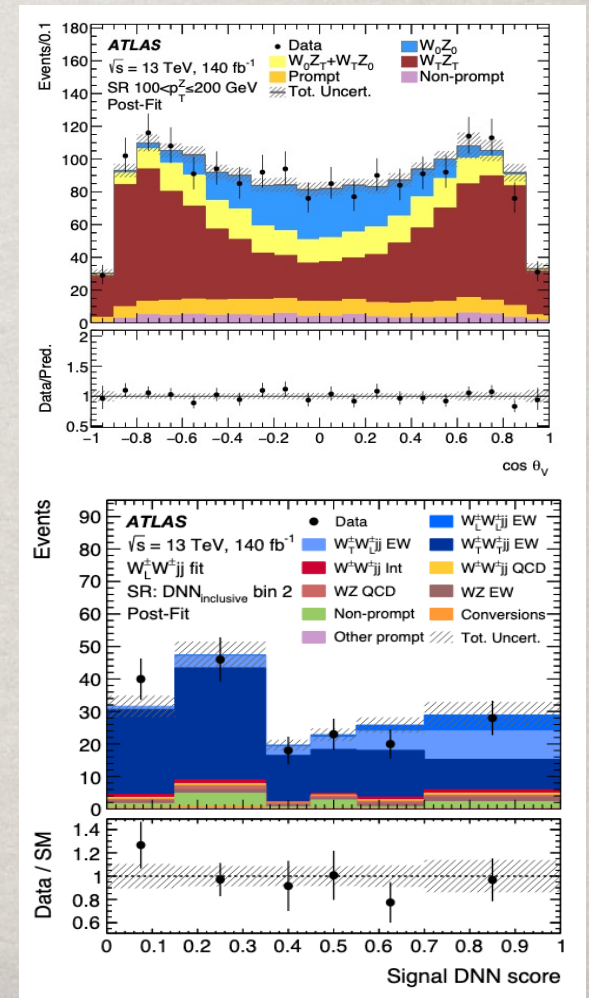 Events/0.1
180
160
140
120
100
80
60
40
20
0
ATLAS
√s = 13 TeV, 140 fb⁻¹
SR 100<p_T^Z≤200 GeV
Post-Fit
Data W₀Z₀
W₀Z_T+W_TZ₀ W_TZ_T
Prompt Non-prompt
Tot. Uncert.
Data/Pred.
2
1.5
1
0.5
−1 −0.8 −0.6 −0.4 −0.2 0 0.2 0.4 0.6 0.8 1
cos θ_V
Events
90
80
70
60
50
40
30
20
10
0
ATLAS
√s = 13 TeV, 140 fb⁻¹
W_L^±W^±jj fit
SR: DNN_inclusive bin 2
Post-Fit
Data W_L^±W_L^±jj EW
W_T^±W_L^±jj EW W_T^±W_T^±jj EW
W^±W^±jj Int W^±W^±jj QCD
WZ QCD WZ EW
Non-prompt Conversions
Other prompt Tot. Uncert.
Data / SM
1.4
1.2
1
0.8
0.6
0 0.1 0.2 0.3 0.4 0.5 0.6 0.7 0.8 0.9 1
Signal DNN score